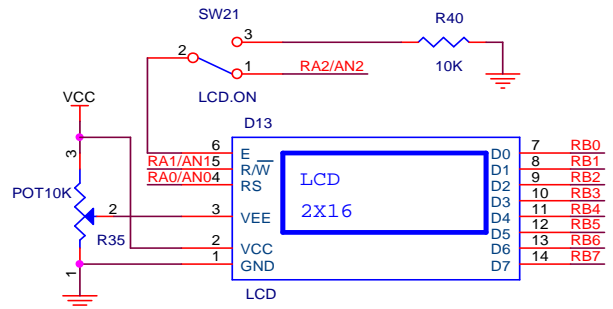 SW21
R40
3
2
1
RA2/AN2
10K
LCD.ON
VCC
D13
6 E D0 7 RB0
RA1/AN1 5 R/W D1 8 RB1
RA0/AN0 4 RS D2 9 RB2
LCD
3
D3 10 RB3
POT10K
2X16
2
3 VEE D4 11 RB4
D5 12 RB5
R35
2 VCC D6 13 RB6
1
1 GND D7 14 RB7
LCD